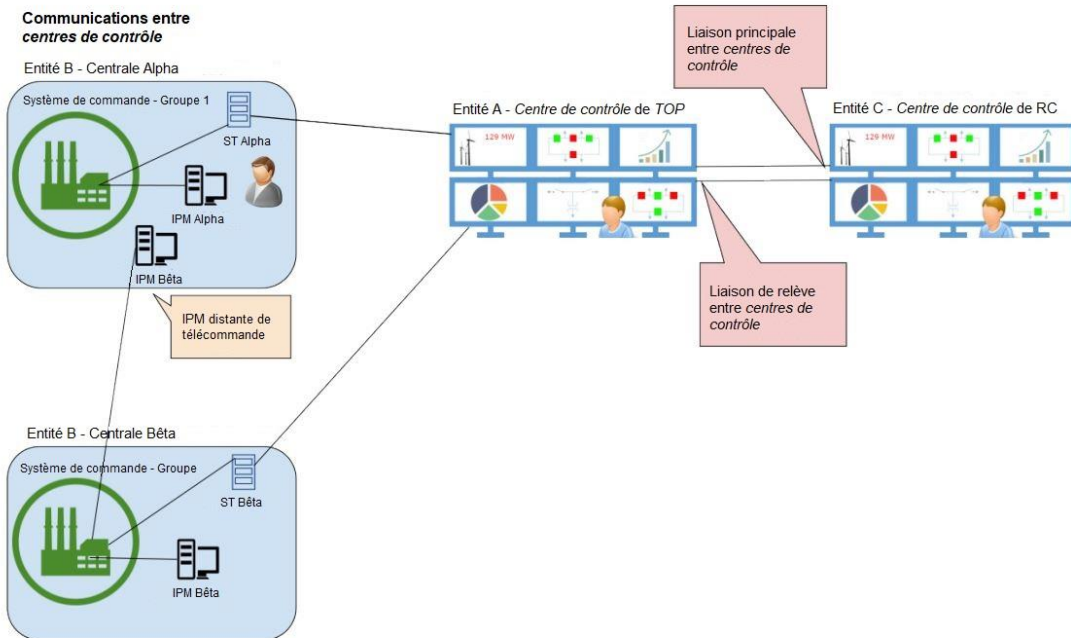 Communications entre
centres de contrôle
Entité B - Centrale Alpha
Système de commande - Groupe 1
ST Alpha
IPM Alpha
IPM Bêta
IPM distante de
télécommande
Entité B - Centrale Bêta
Système de commande - Groupe
ST Bêta
IPM Bêta
Entité A - Centre de contrôle de TOP
129 MW
Liaison principale
entre centres de
contrôle
Entité C - Centre de contrôle de RC
129 MW
Liaison de relève
entre centres de
contrôle